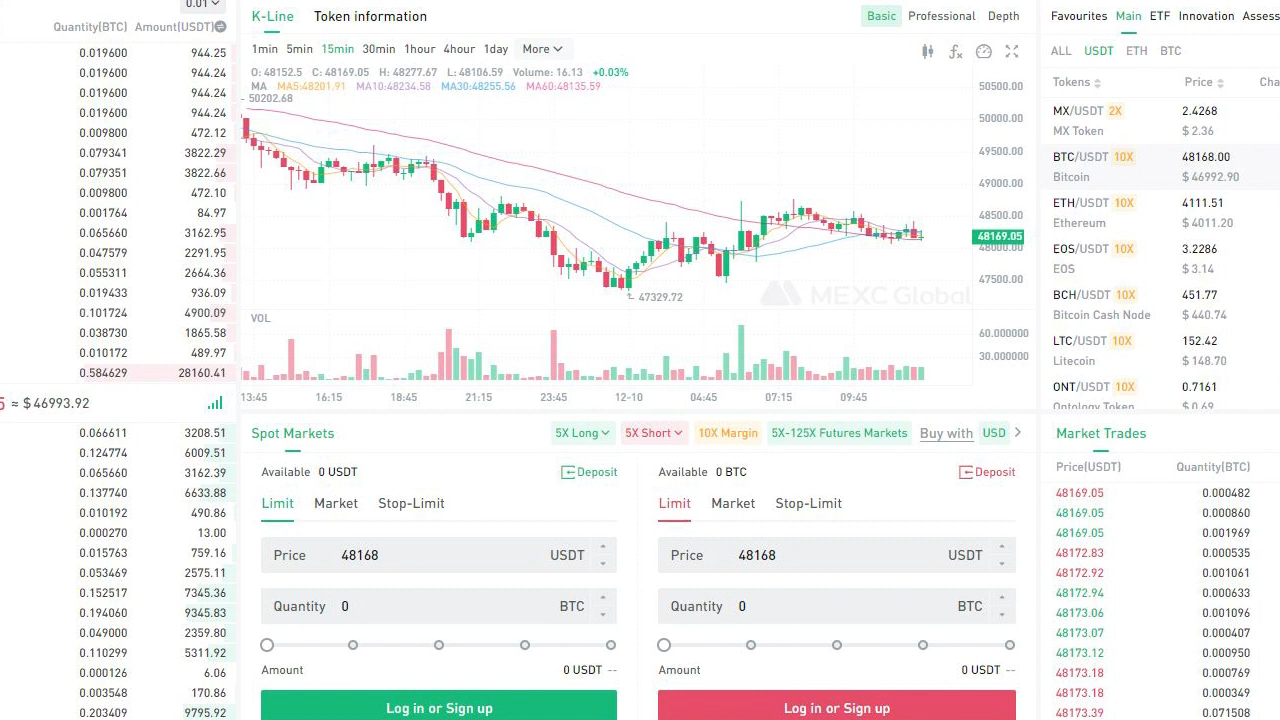 0.01
Quantity(BTC) Amount(USDT)
0.019600 944.25
0.019600 944.24
0.019600 944.24
0.019600 944.24
0.009800 472.12
0.079341 3822.29
0.079351 3822.66
0.009800 472.10
0.001764 84.97
0.065660 3162.95
0.047579 2291.95
0.055311 2664.36
0.019433 936.09
0.101724 4900.09
0.038730 1865.58
0.010172 489.97
0.584629 28160.41
5 ≈ $ 46993.92
0.066611 3208.51
0.124774 6009.51
0.065660 3162.39
0.137740 6633.88
0.010192 490.86
0.000270 13.00
0.015763 759.16
0.053469 2575.11
0.152517 7345.36
0.194060 9345.83
0.049000 2359.80
0.110299 5311.92
0.000126 6.06
0.003548 170.86
0.203409 9795.92
K-Line Token information
Basic Professional Depth
1min 5min 15min 30min 1hour 4hour 1day More
O: 48152.5 C: 48169.05 H: 48277.67 L: 48106.59 Volume: 16.13 +0.03%
MA MA5:48201.91 MA10:48234.58 MA30:48255.56 MA60:48135.59
50202.68
50500.00
50000.00
49500.00
49000.00
48500.00
48169.05
48000.00
47500.00
47329.72
MEXC Global
VOL
60.000000
30.000000
13:45 16:15 18:45 21:15 23:45 12-10 04:45 07:15 09:45
Spot Markets 5X Long 5X Short 10X Margin 5X-125X Futures Markets Buy with USD
Available 0 USDT Deposit
Limit Market Stop-Limit
Price 48168 USDT
Quantity 0 BTC
Amount 0 USDT --
Log in or Sign up
Available 0 BTC Deposit
Limit Market Stop-Limit
Price 48168 USDT
Quantity 0 BTC
Amount 0 USDT --
Log in or Sign up
Favourites Main ETF Innovation Assess
ALL USDT ETH BTC
Tokens Price Cha
MX/USDT 2X 2.4268
MX Token $ 2.36
BTC/USDT 10X 48168.00
Bitcoin $ 46992.90
ETH/USDT 10X 4111.51
Ethereum $ 4011.20
EOS/USDT 10X 3.2286
EOS $ 3.14
BCH/USDT 10X 451.77
Bitcoin Cash Node $ 440.74
LTC/USDT 10X 152.42
Litecoin $ 148.70
ONT/USDT 10X 0.7161
Ontology Token $ 0.69
Market Trades
Price(USDT) Quantity(BTC)
48169.05 0.000482
48169.05 0.000860
48169.05 0.001969
48172.83 0.000535
48172.92 0.001061
48172.94 0.000633
48173.06 0.001096
48173.07 0.000407
48173.12 0.000950
48173.18 0.000769
48173.18 0.000349
48173.39 0.071508